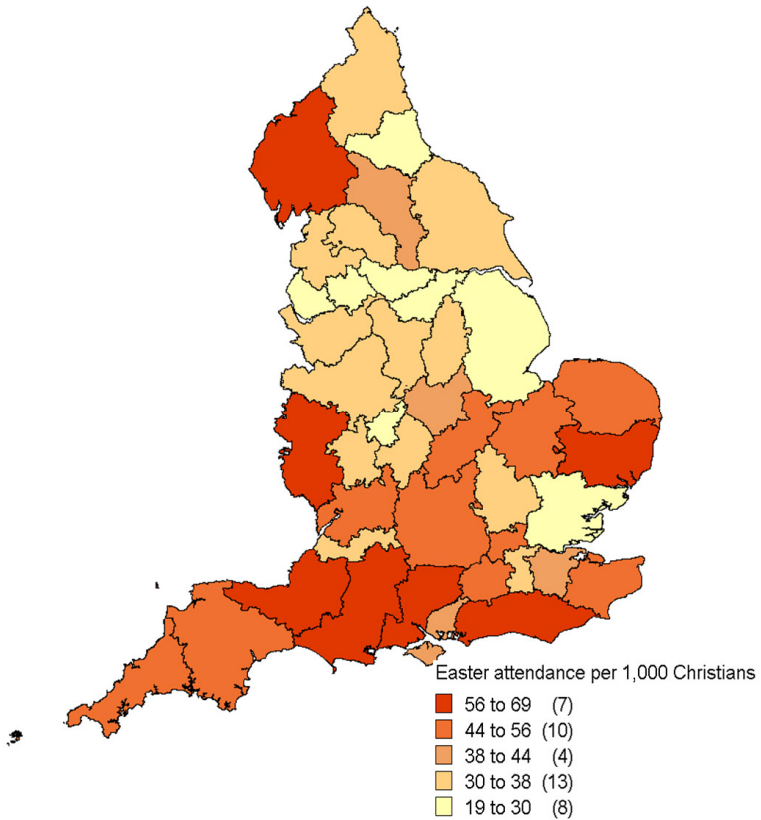 Easter attendance per 1,000 Christians
56 to 69 (7)
44 to 56 (10)
38 to 44 (4)
30 to 38 (13)
19 to 30 (8)